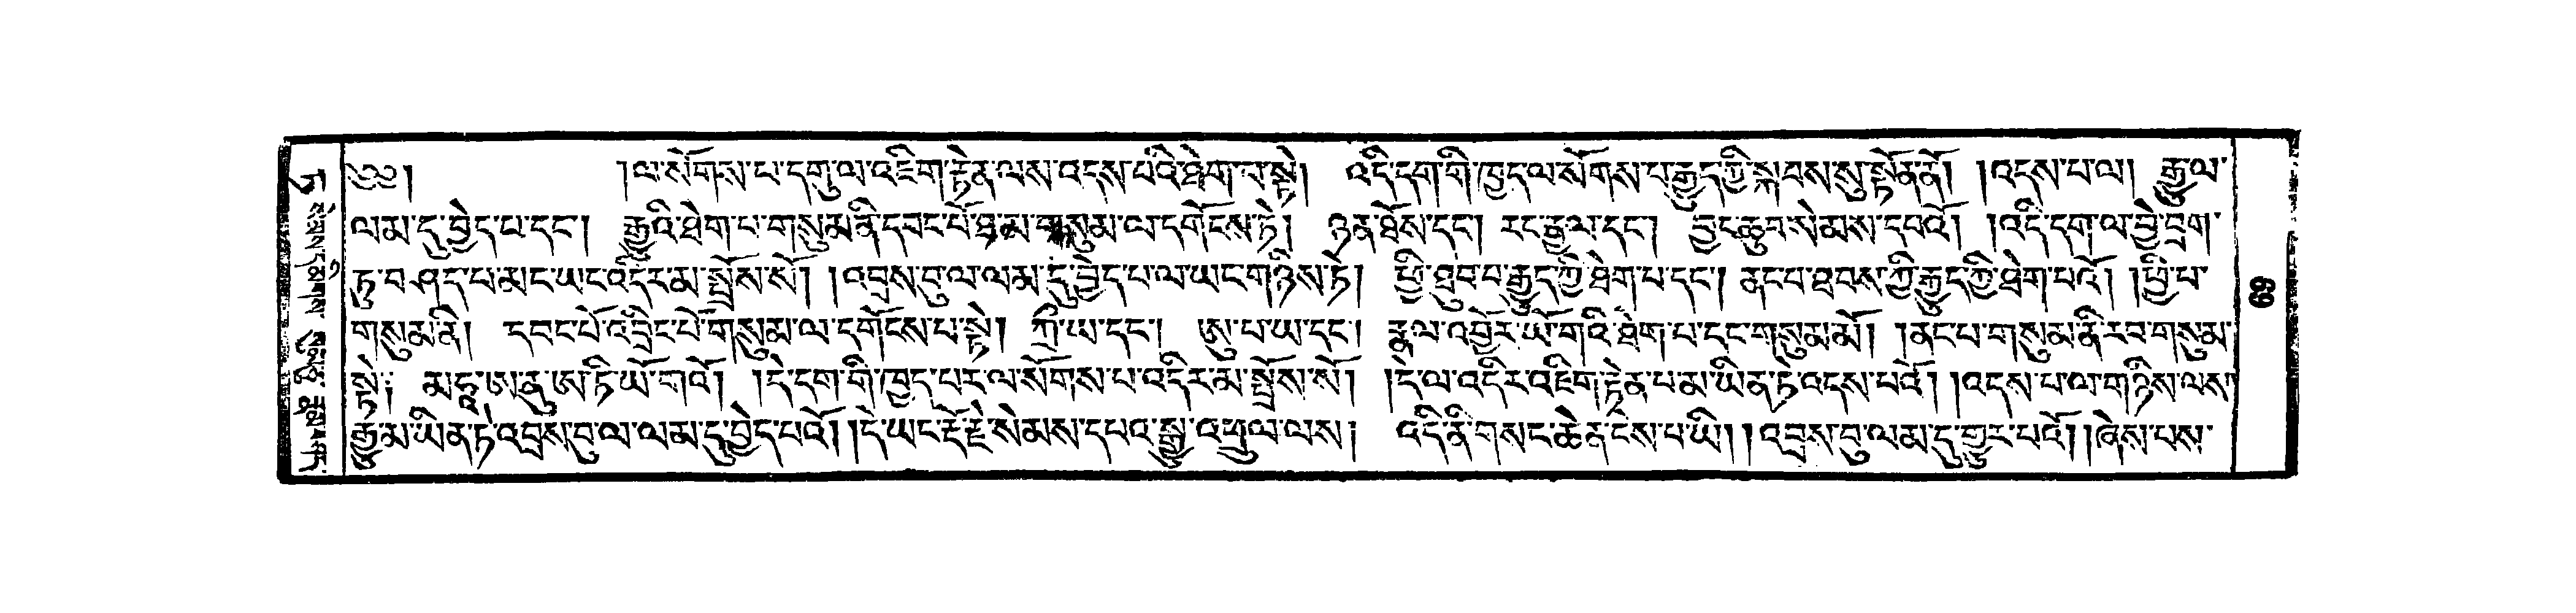 ༄༅། །ལ་སོགས་པ་དགུ་ལ་འཇིག་རྟེན་ལས་འདས་པའི་ཐེག་པ་སྟེ། འདི་དག་གི་ཁྱད་ལ་སོགས་པ་རྒྱུད་ཀྱི་སྐབས་སུ་སྟོན་ནོ། །འདས་པ་ལ། རྒྱུ་ལ་
ལམ་དུ་བྱེད་པ་དང་། རྒྱུའི་ཐེག་པ་གསུམ་ནི་དབང་པོ་ཐ་མ་གསུམ་ལ་དགོངས་ཏེ། ཉན་ཐོས་དང་། རང་རྒྱལ་དང་། བྱང་ཆུབ་སེམས་དཔའོ། །འདི་དག་ལ་བྱེ་བྲག་
ཏུ་བཤད་པ་མང་ཡང་འདིར་མ་སྤྲོས་སོ། །འབྲས་བུ་ལ་ལམ་དུ་བྱེད་པ་ལ་ཡང་གཉིས་ཏེ། ཕྱི་ཐུབ་པ་རྒྱུད་ཀྱི་ཐེག་པ་དང་། ནང་པ་ཐབས་ཀྱི་རྒྱུད་ཀྱི་ཐེག་པའོ། །ཕྱི་པ་
གསུམ་ནི། དབང་པོ་འབྲིང་པོ་གསུམ་ལ་དགོངས་པ་སྟེ། ཀྲི་ཡ་དང་། ཨུ་པ་ཡ་དང་། རྣལ་འབྱོར་ཡོ་གའི་ཐེག་པ་དང་གསུམ་མོ། །ནང་པ་གསུམ་ནི་རབ་གསུམ་
སྟེ༔ མ་ཧཱ་ཨ་ནུ་ཨ་ཏི་ཡོ་གའོ། །དེ་དག་གི་ཁྱད་པར་ལ་སོགས་པ་འདིར་མ་སྤྲོས་སོ། །དེ་ལ་འདིར་འཇིག་རྟེན་པ་མ་ཡིན་ཏེ་འདས་པའོ། །འདས་པ་ལ་གཉིས་ལས་
རྒྱུ་མ་ཡིན་ཏེ་འབྲས་བུ་ལ་ལམ་དུ་བྱེད་པའོ། །དེ་ཡང་རྡོ་རྗེ་སེམས་དཔའ་སྒྱུ་འཕྲུལ་ལས། འདི་ནི་གསང་ཆེན་ངེས་པ་ཡི། །འབྲས་བུ་ལམ་དུ་གྱུར་པའོ། །ཞེས་པས་